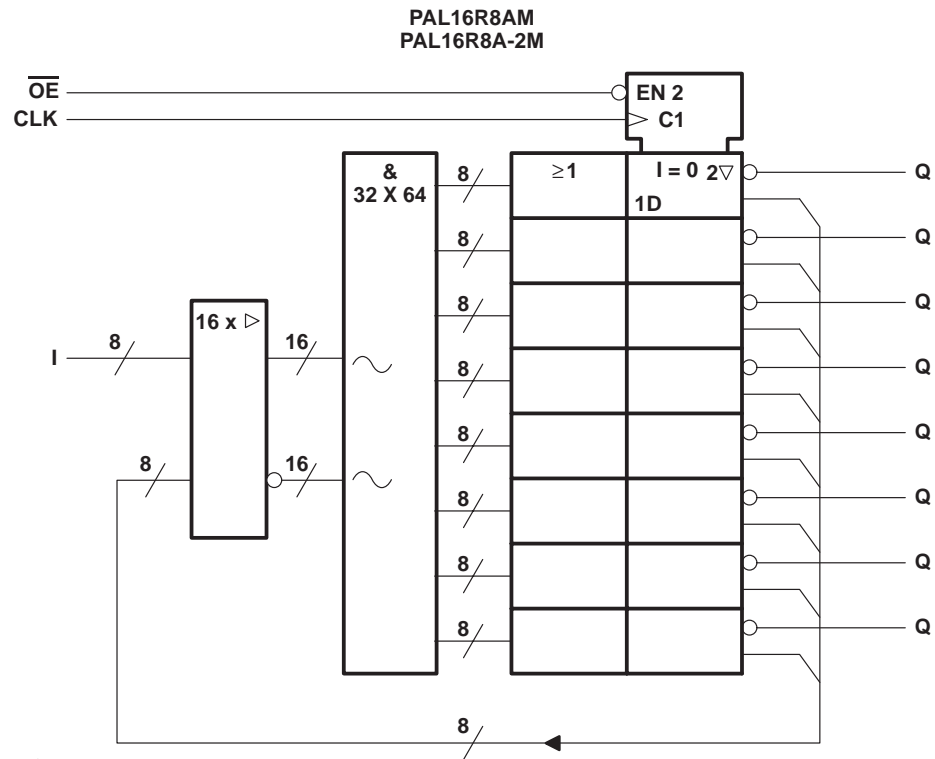 PAL16R8AM
PAL16R8A-2M
OE
EN 2
CLK
C1
&
32 X 64
8
≥1
I = 0
2▽
Q
1D
8
Q
8
Q
16 x ▷
I
8
16
8
Q
8
Q
8
16
8
Q
8
Q
8
Q
8